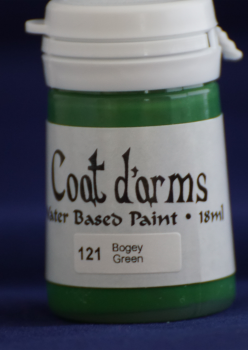 Coat d'arms
Water Based Paint • 18ml
121 Bogey
Green